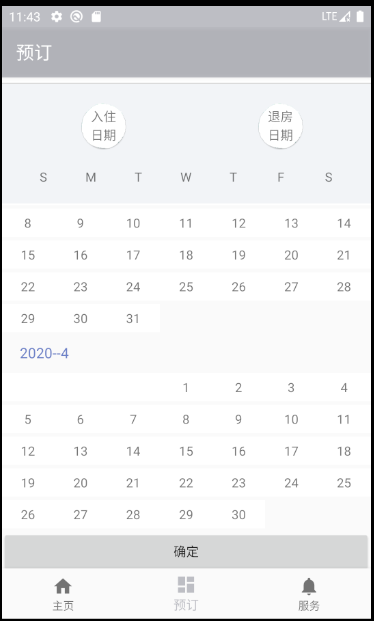 11:43 LTE
预订
入住 退房
日期 日期
S M T W T F S
8 9 10 11 12 13 14
15 16 17 18 19 20 21
22 23 24 25 26 27 28
29 30 31
2020--4
1 2 3 4
5 6 7 8 9 10 11
12 13 14 15 16 17 18
19 20 21 22 23 24 25
26 27 28 29 30
确定
主页 预订 服务